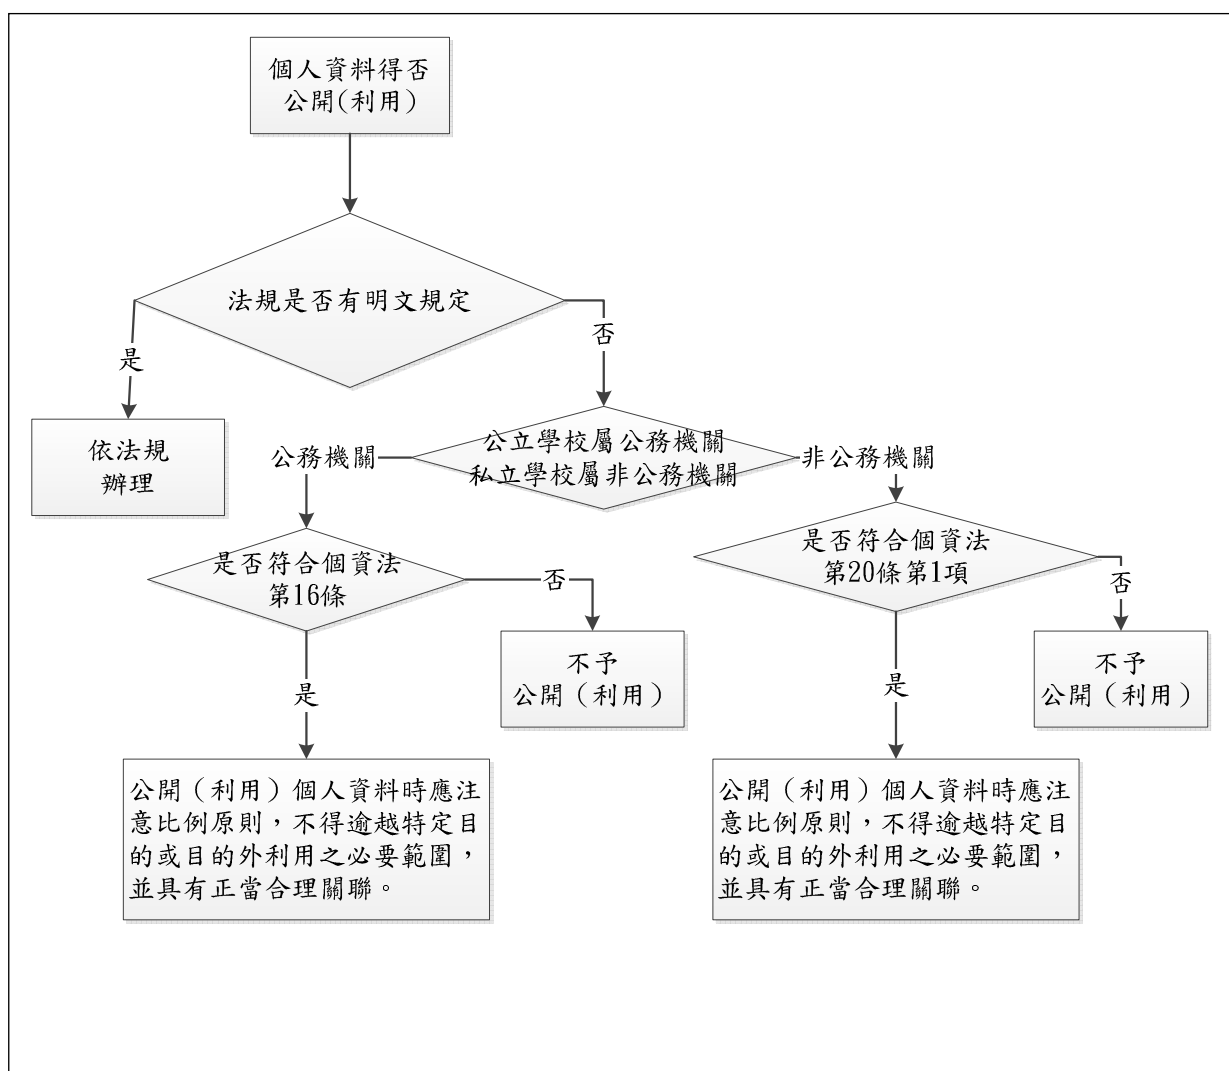 個人資料得否
公開(利用)
法規是否有明文規定
是
否
依法規
辦理
公立學校屬公務機關
私立學校屬非公務機關
公務機關
非公務機關
是否符合個資法
第16條
否
是否符合個資法
第20條第1項
否
不予
公開（利用）
不予
公開（利用）
是
是
公開（利用）個人資料時應注
意比例原則，不得逾越特定目
的或目的外利用之必要範圍，
並具有正當合理關聯。
公開（利用）個人資料時應注
意比例原則，不得逾越特定目
的或目的外利用之必要範圍，
並具有正當合理關聯。